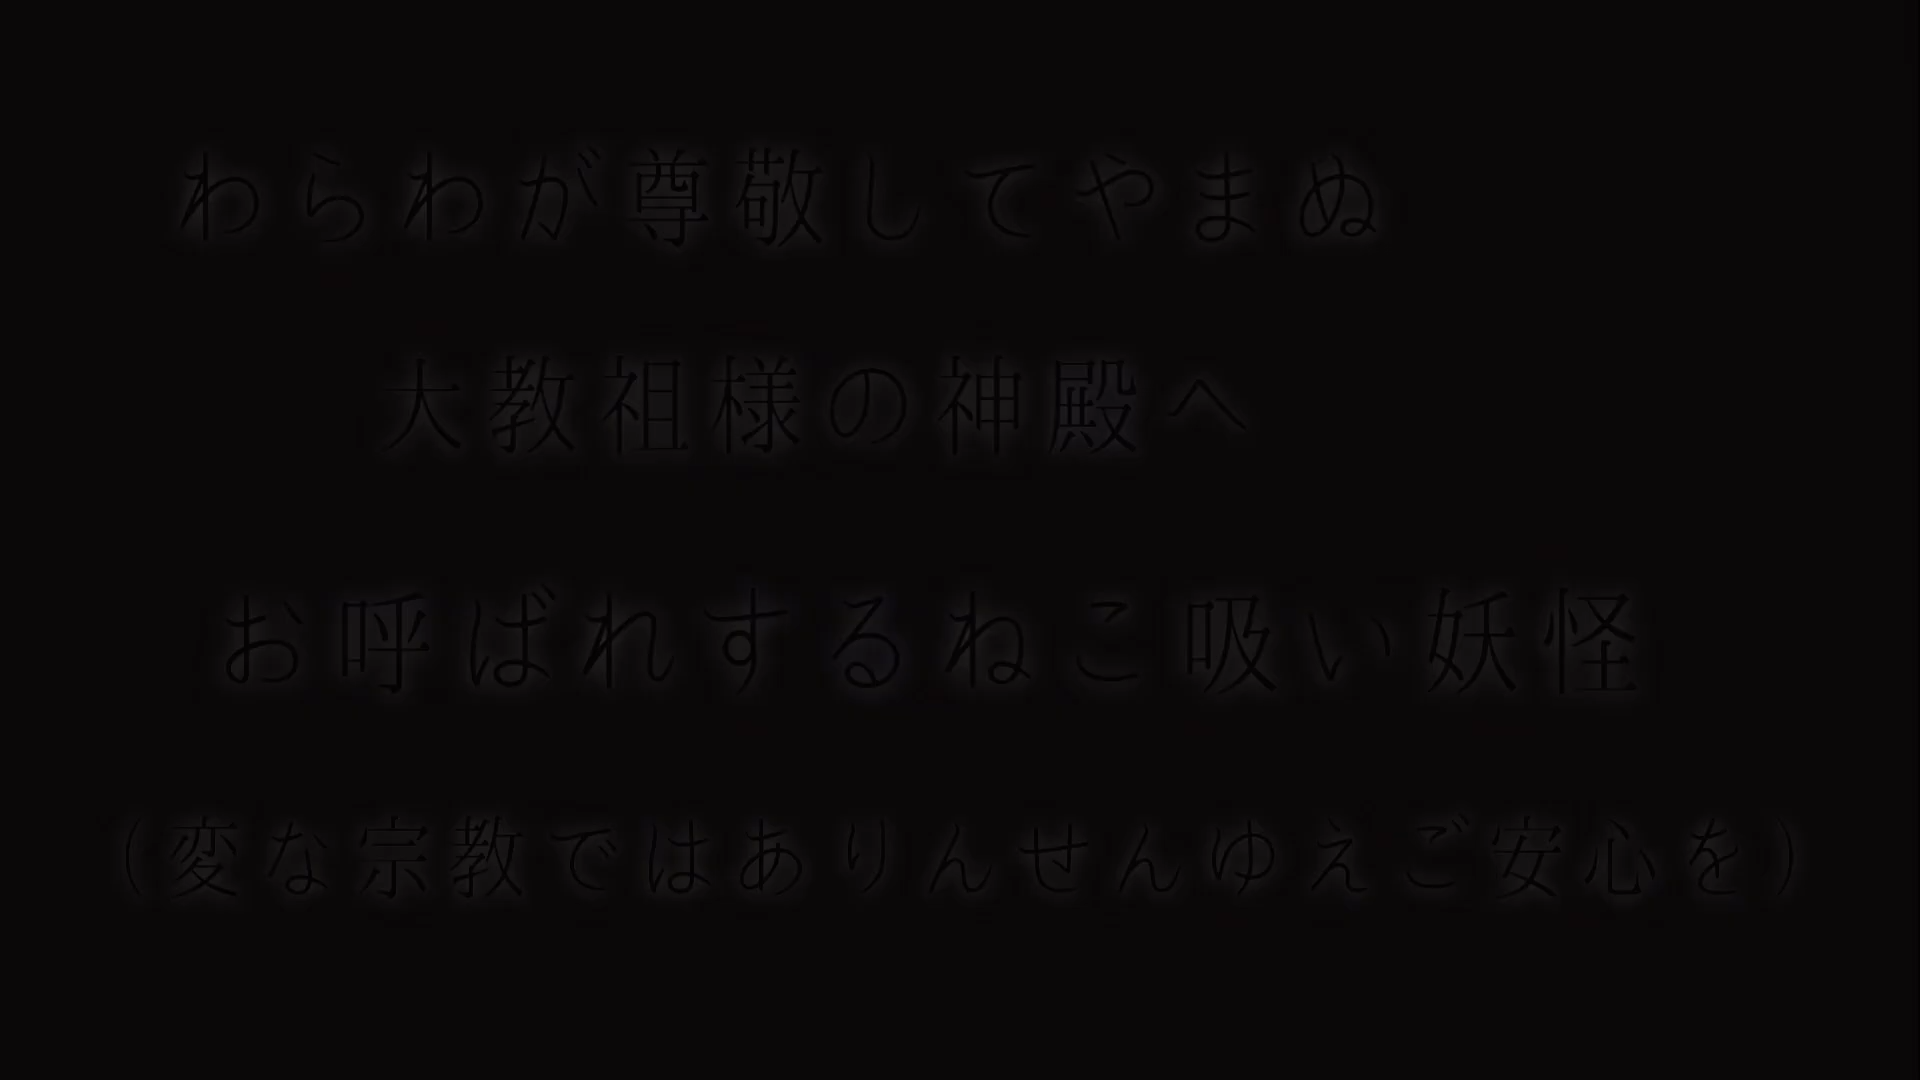 わらわが尊敬してやまぬ
大教祖様の神殿へ
お呼ばれするねこ吸い妖怪
（変な宗教ではありんせんゆえご安心を）